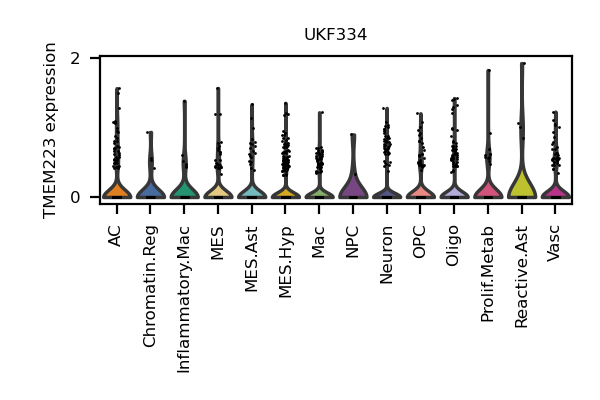 UKF334
TMEM223 expression
2
0
AC
Chromatin.Reg
Inflammatory.Mac
MES
MES.Ast
MES.Hyp
Mac
NPC
Neuron
OPC
Oligo
Prolif.Metab
Reactive.Ast
Vasc